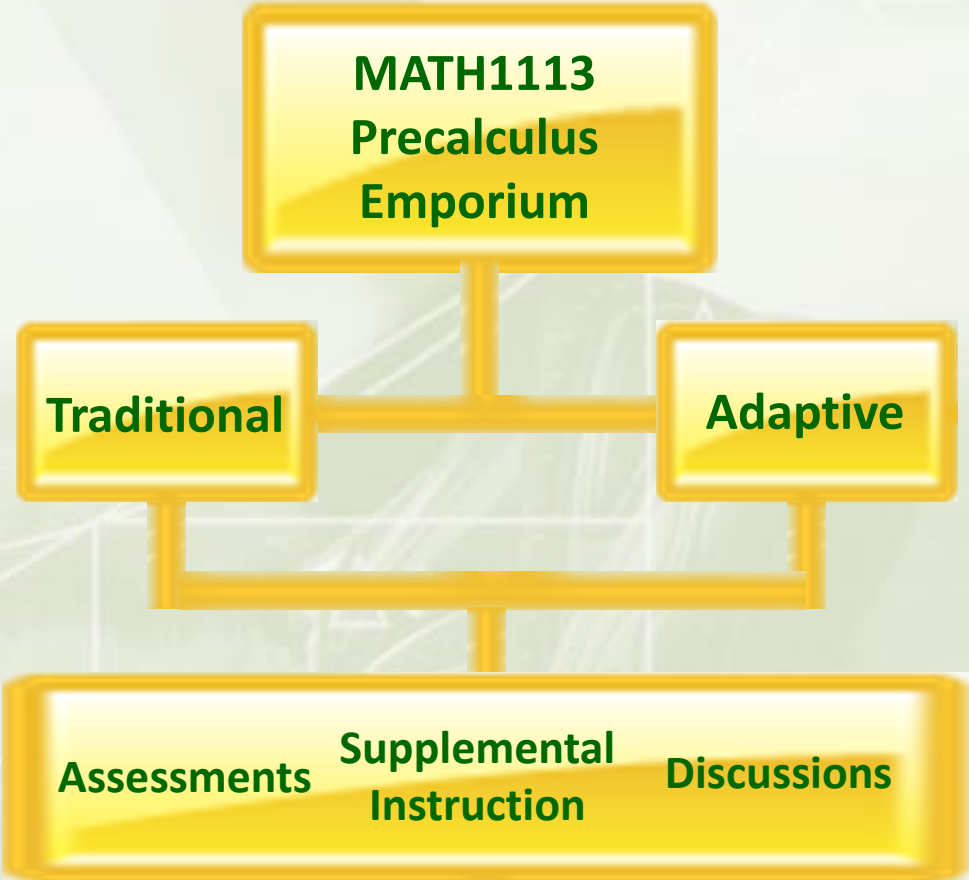 MATH1113
Precalculus
Emporium
Traditional
Adaptive
Assessments
Supplemental
Instruction
Discussions